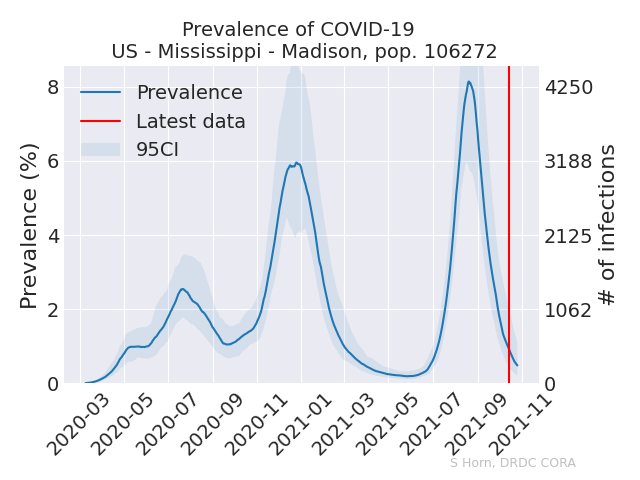 Prevalence of COVID-19
US - Mississippi - Madison, pop. 106272
Prevalence
Latest data
95CI
Prevalence (%)
8
6
4
2
0
4250
3188
2125
1062
0
# of infections
2020-03
2020-05
2020-07
2020-09
2020-11
2021-01
2021-03
2021-05
2021-07
2021-09
2021-11
S Horn, DRDC CORA